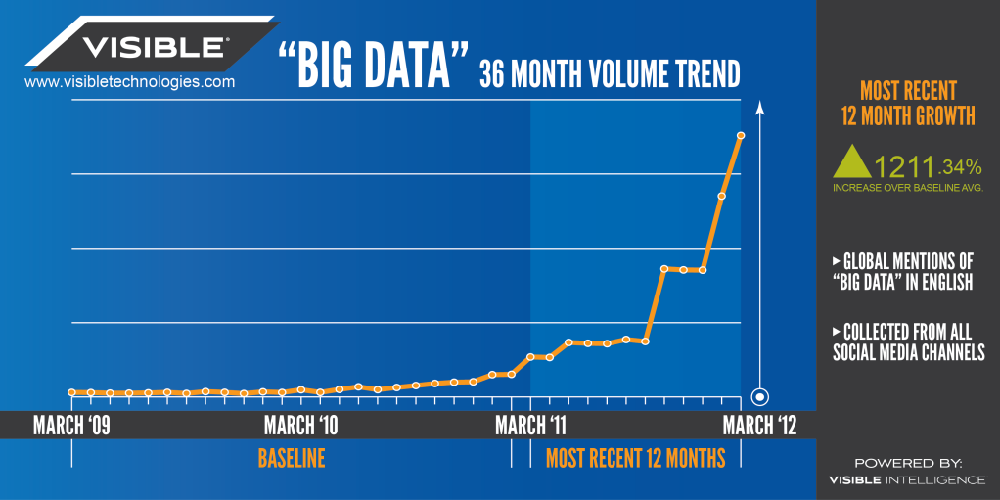 VISIBLE®
www.visibletechnologies.com
“BIG DATA” 36 MONTH VOLUME TREND
MOST RECENT
12 MONTH GROWTH
1211.34%
INCREASE OVER BASELINE AVG.
▸ GLOBAL MENTIONS OF
“BIG DATA” IN ENGLISH
▸ COLLECTED FROM ALL
SOCIAL MEDIA CHANNELS
MARCH ‘09 MARCH ‘10 MARCH ‘11 MARCH ‘12
BASELINE MOST RECENT 12 MONTHS
POWERED BY:
VISIBLE INTELLIGENCE